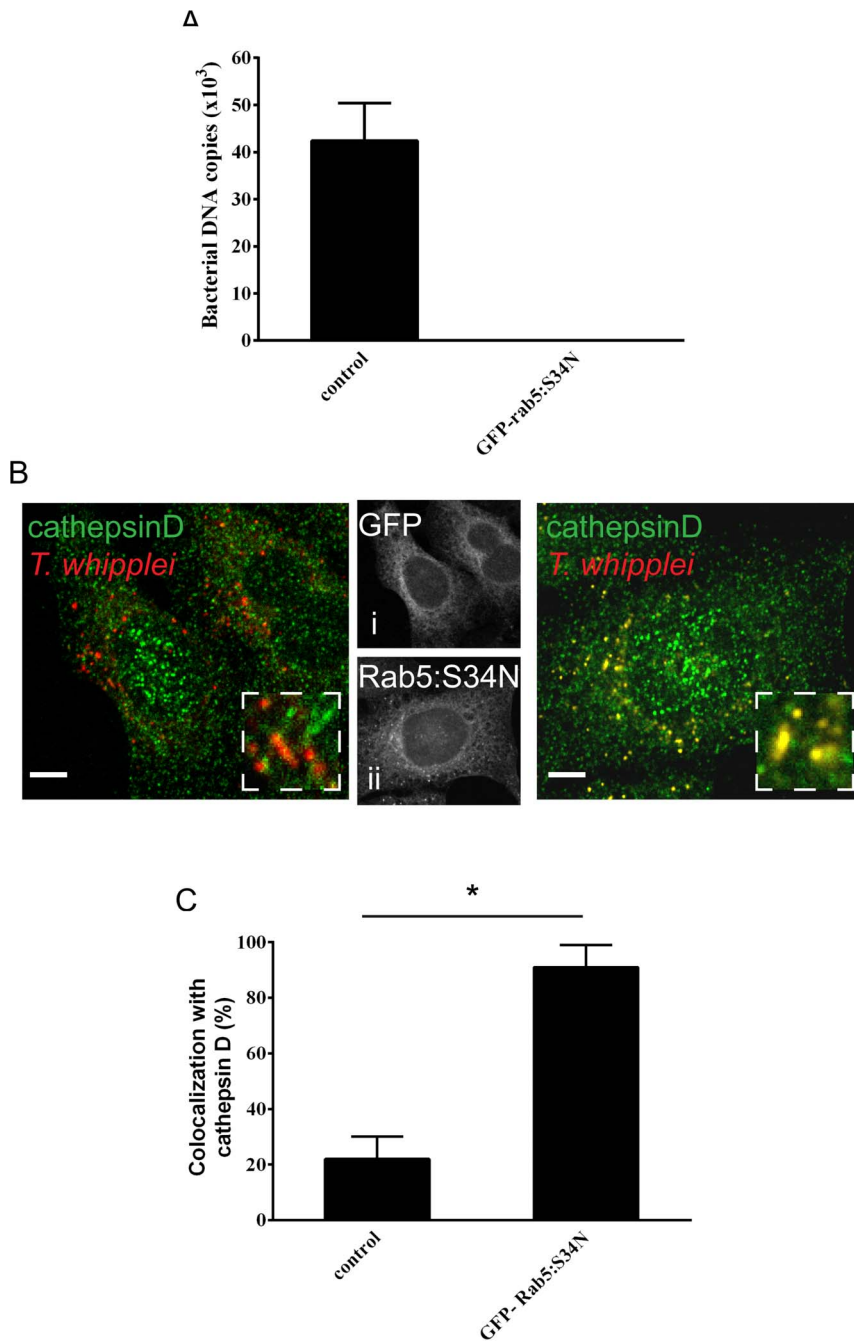 A
Bacterial DNA copies (x10³)
60
50
40
30
20
10
0
control
GFP-rab5:S34N
B
cathepsinD
T. whipplei
GFP
i
Rab5:S34N
ii
cathepsinD
T. whipplei
C
*
Colocalization with
cathepsin D (%)
100
80
60
40
20
0
control
GFP- Rab5:S34N